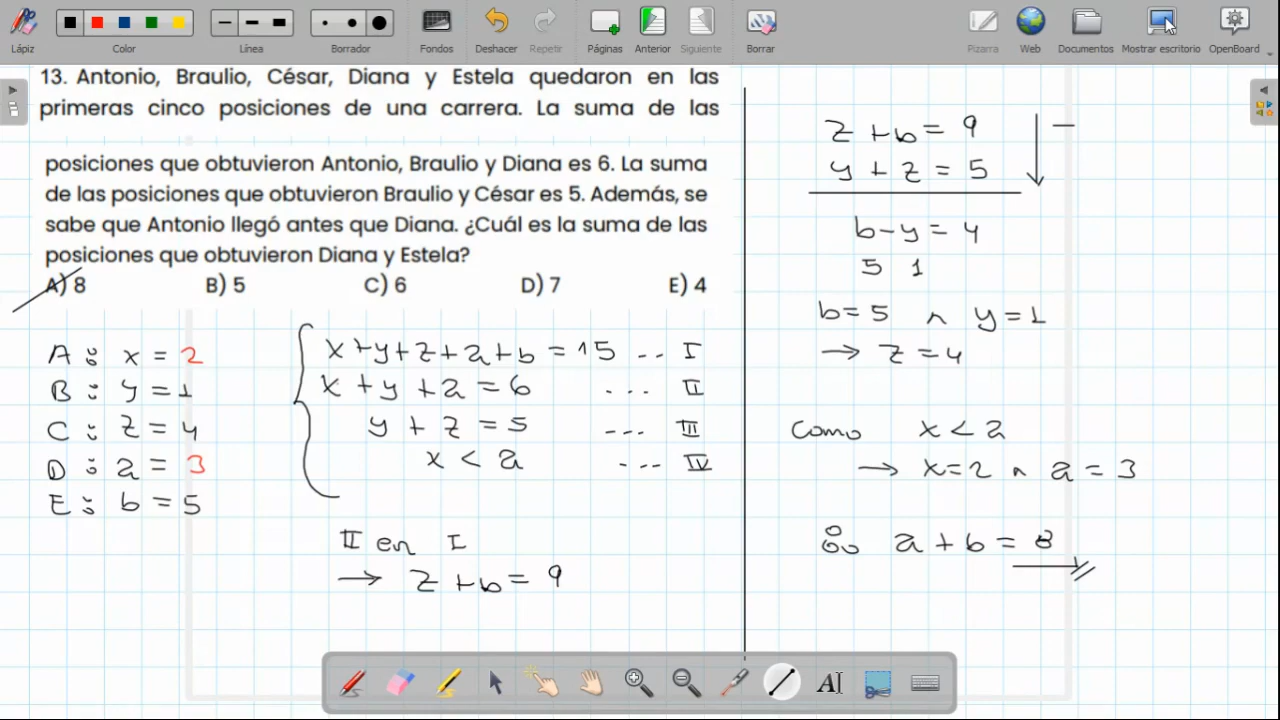 Lápiz Color Línea Borrador Fondos Deshacer Repetir Páginas Anterior Siguiente Borrar Pizarra Web Documentos Mostrar escritorio OpenBoard
13. Antonio, Braulio, César, Diana y Estela quedaron en las
primeras cinco posiciones de una carrera. La suma de las
posiciones que obtuvieron Antonio, Braulio y Diana es 6. La suma
de las posiciones que obtuvieron Braulio y César es 5. Además, se
sabe que Antonio llegó antes que Diana. ¿Cuál es la suma de las
posiciones que obtuvieron Diana y Estela?
A) 8 B) 5 C) 6 D) 7 E) 4
A : x = 2
B : y = 1
C : z = 4
D : a = 3
E : b = 5
x+y+z+a+b = 15 .. I
x + y + a = 6 ... II
y + z = 5 ... III
x < a ... IV
II en I
→ z + b = 9
z + b = 9
y + z = 5
b - y = 4
5 1
b = 5 ∧ y = 1
→ z = 4
Como x < a
→ x = 2 ∧ a = 3
∴ a + b = 8
AI